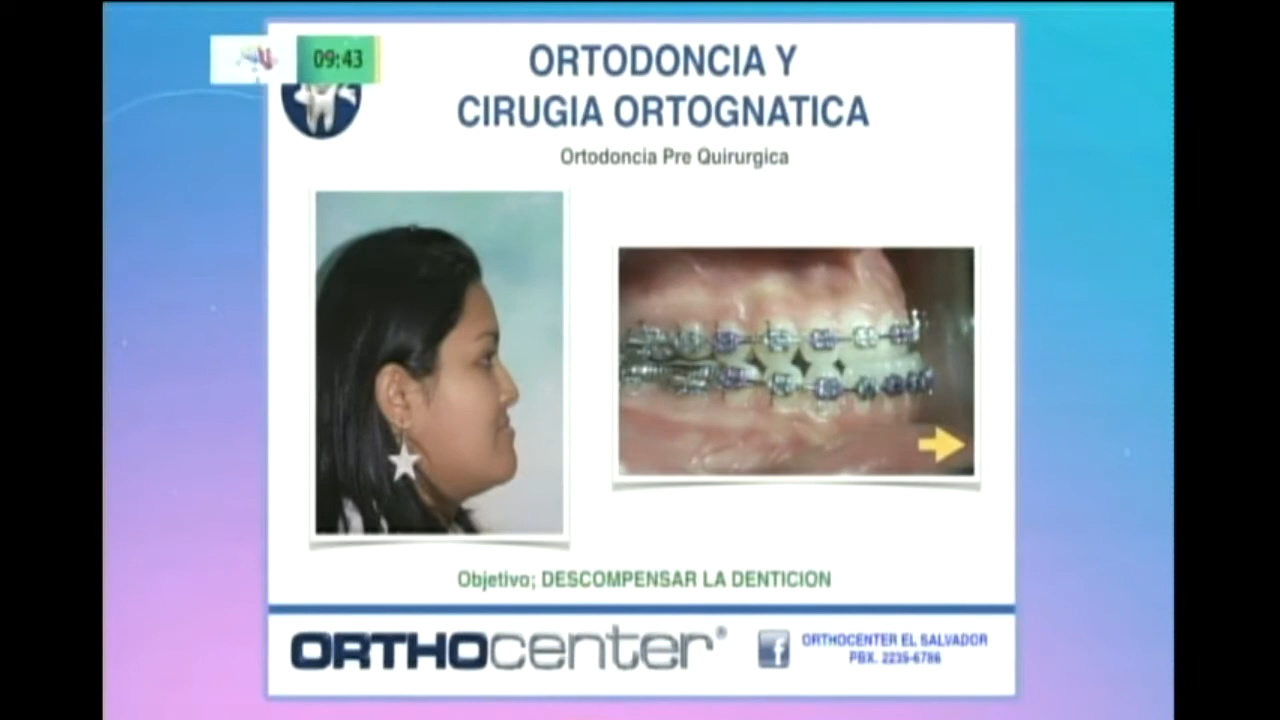 09:43
ORTODONCIA Y
CIRUGIA ORTOGNATICA
Ortodoncia Pre Quirurgica
Objetivo; DESCOMPENSAR LA DENTICION
ORTHOcenter®
f
ORTHOCENTER EL SALVADOR
PBX. 2235-6786